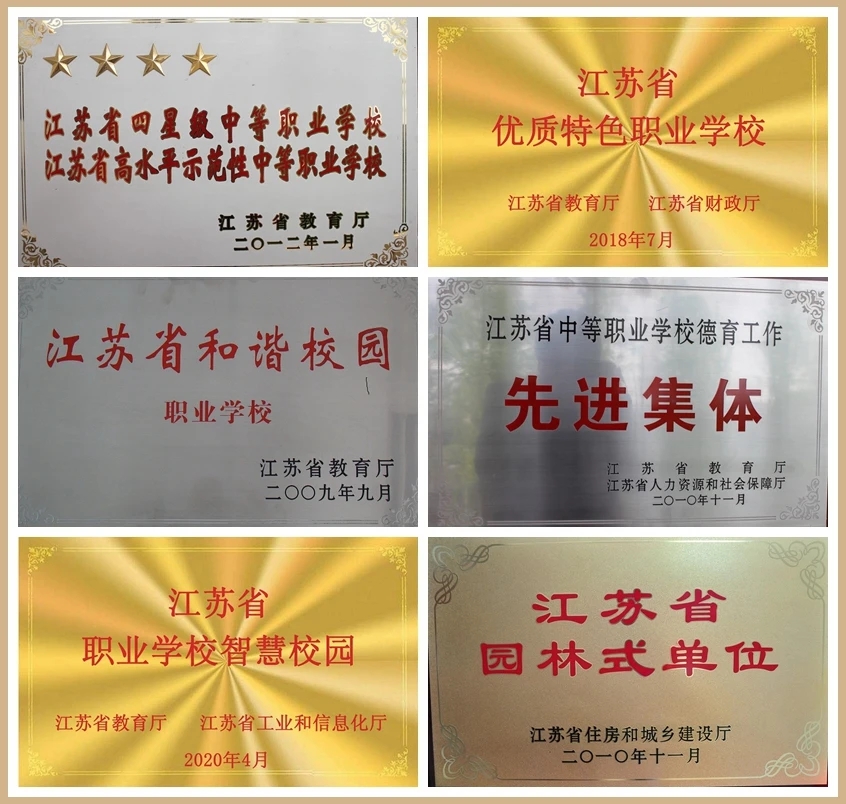 江苏省四星级中等职业学校
江苏省高水平示范性中等职业学校
江苏省教育厅
二〇一二年一月
江苏省
优质特色职业学校
江苏省教育厅 江苏省财政厅
2018年7月
江苏省和谐校园
职业学校
江苏省教育厅
二〇〇九年九月
江苏省中等职业学校德育工作
先进集体
江苏省教育厅
江苏省人力资源和社会保障厅
二〇一〇年十一月
江苏省
职业学校智慧校园
江苏省教育厅 江苏省工业和信息化厅
2020年4月
江苏省
园林式单位
江苏省住房和城乡建设厅
二〇一〇年十一月